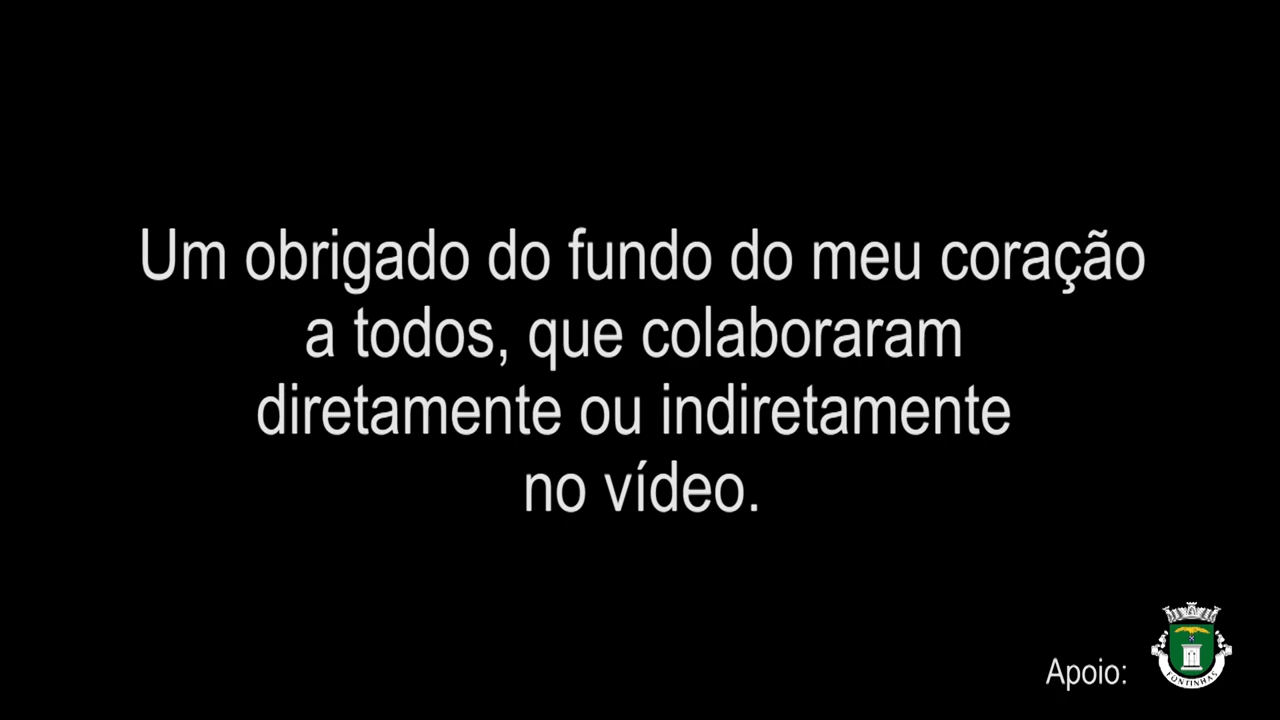 Um obrigado do fundo do meu coração
a todos, que colaboraram
diretamente ou indiretamente
no vídeo.
Apoio:
FONTINHAS